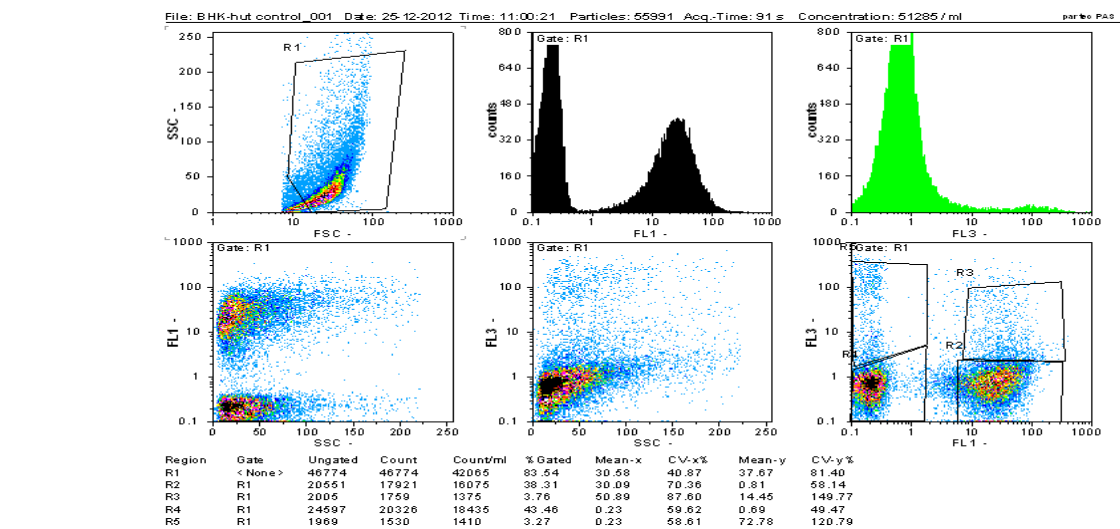 File: BHK-hut control_001 Date: 25-12-2012 Time: 11:00:21 Particles: 55991 Acq.-Time: 91 s Concentration: 51285 / ml partec PAS
R1
250
200
150
100
50
0
SSC -
1 10 100 1000
FSC -
Gate: R1
800
640
480
320
160
0
counts
0.1 1 10 100 1000
FL1 -
Gate: R1
800
640
480
320
160
0
counts
0.1 1 10 100 1000
FL3 -
Gate: R1
1000
100
10
1
0.1
FL1 -
0 50 100 150 200 250
SSC -
Gate: R1
1000
100
10
1
0.1
FL3 -
0 50 100 150 200 250
SSC -
R5 Gate: R1
R3
R2
R4
1000
100
10
1
0.1
FL3 -
0.1 1 10 100 1000
FL1 -
Region Gate Ungated Count Count/ml % Gated Mean-x CV-x% Mean-y CV-y%
R1 <None> 46774 46774 42065 83.54 30.58 40.87 37.67 81.40
R2 R1 20551 17921 16075 38.31 30.09 70.36 0.81 58.14
R3 R1 2005 1759 1375 3.76 50.89 87.60 14.45 149.77
R4 R1 24597 20326 18435 43.46 0.23 59.62 0.69 49.47
R5 R1 1969 1530 1410 3.27 0.23 58.61 72.78 120.79